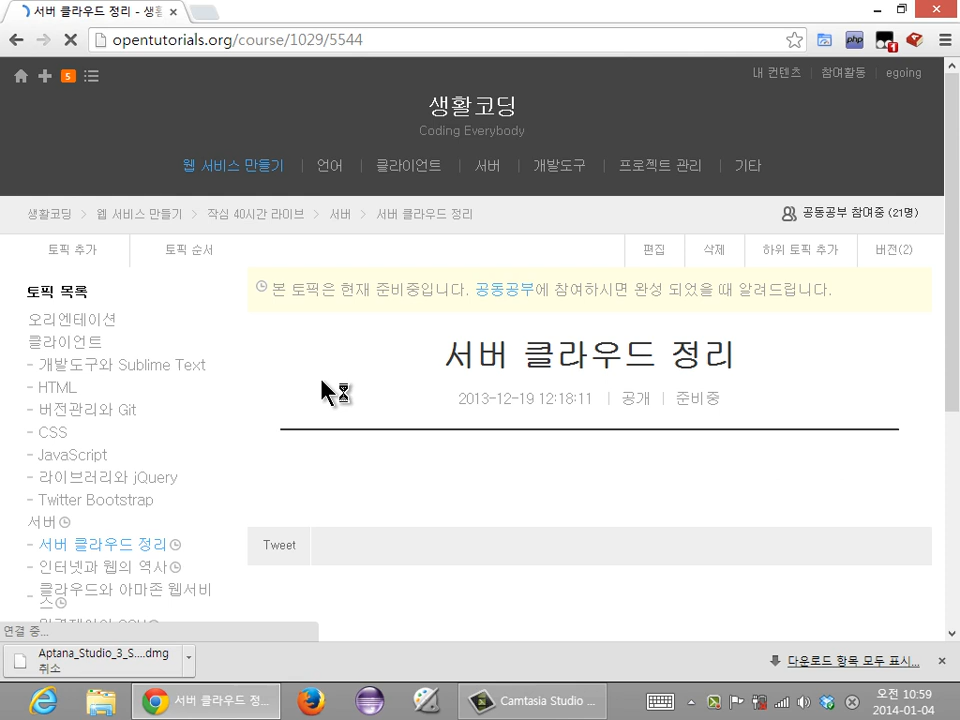 서버 클라우드 정리 - 생활
opentutorials.org/course/1029/5544
php
1
5
내 컨텐츠 | 참여활동 | egoing
생활코딩
Coding Everybody
웹 서비스 만들기 | 언어 | 클라이언트 | 서버 | 개발도구 | 프로젝트 관리 | 기타
생활코딩 > 웹 서비스 만들기 > 작심 40시간 라이브 > 서버 > 서버 클라우드 정리
공동공부 참여중 (21명)
토픽 추가
토픽 순서
편집
삭제
하위 토픽 추가
버전(2)
토픽 목록
오리엔테이션
클라이언트
- 개발도구와 Sublime Text
- HTML
- 버전관리와 Git
- CSS
- JavaScript
- 라이브러리와 jQuery
- Twitter Bootstrap
서버
- 서버 클라우드 정리
- 인터넷과 웹의 역사
- 클라우드와 아마존 웹서비스
본 토픽은 현재 준비중입니다. 공동공부에 참여하시면 완성 되었을 때 알려드립니다.
서버 클라우드 정리
2013-12-19 12:18:11 | 공개 | 준비중
Tweet
연결 중...
Aptana_Studio_3_S....dmg
취소
다운로드 항목 모두 표시...
서버 클라우드 정...
Camtasia Studio ...
오전 10:59
2014-01-04